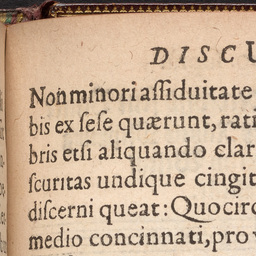 DISCU
Non minori assiduitate
bis ex sese quærunt, rati
bris etsi aliquando clar
scuritas undique cingit
discerni queat: Quocirc
medio concinnati, pro v